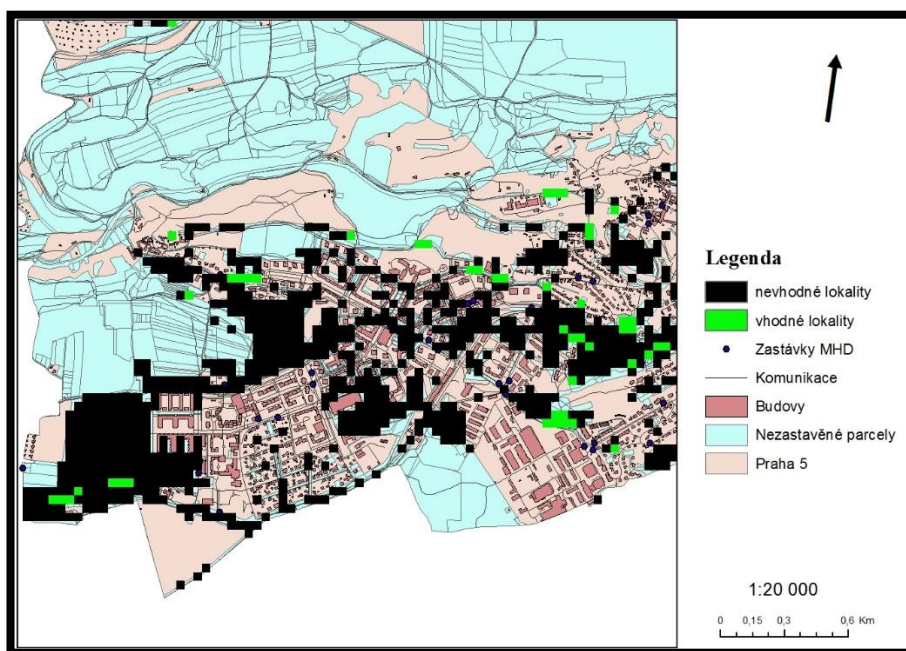 Legenda
nevhodné lokality
vhodné lokality
Zastávky MHD
Komunikace
Budovy
Nezastavěné parcely
Praha 5
1:20 000
0 0,15 0,3 0,6 Km